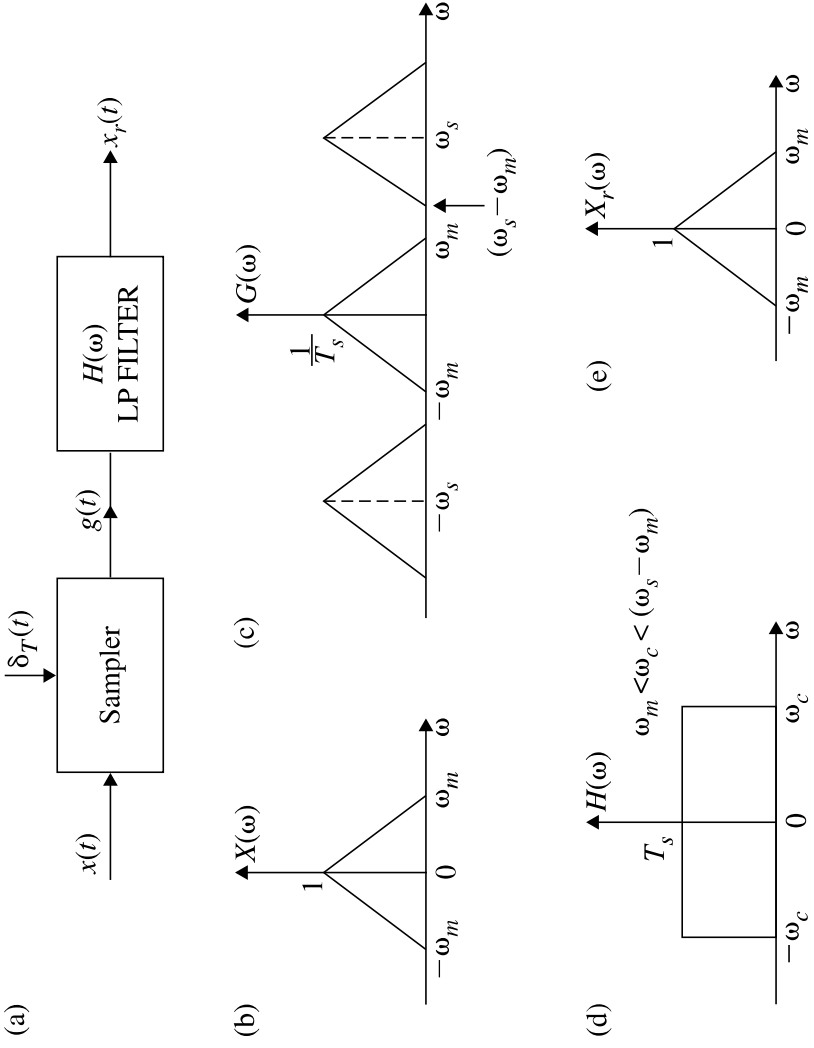 (a)
x(t)
δT(t)
Sampler
g(t)
H(ω)
LP FILTER
xr(t)
(b)
X(ω)
1
−ωm
0
ωm
ω
(c)
G(ω)
1
Ts
−ωs
−ωm
ωm
ωs
ω
(ωs−ωm)
(d)
H(ω)
Ts
ωm <ωc < (ωs−ωm)
−ωc
0
ωc
ω
(e)
Xr(ω)
1
−ωm
0
ωm
ω